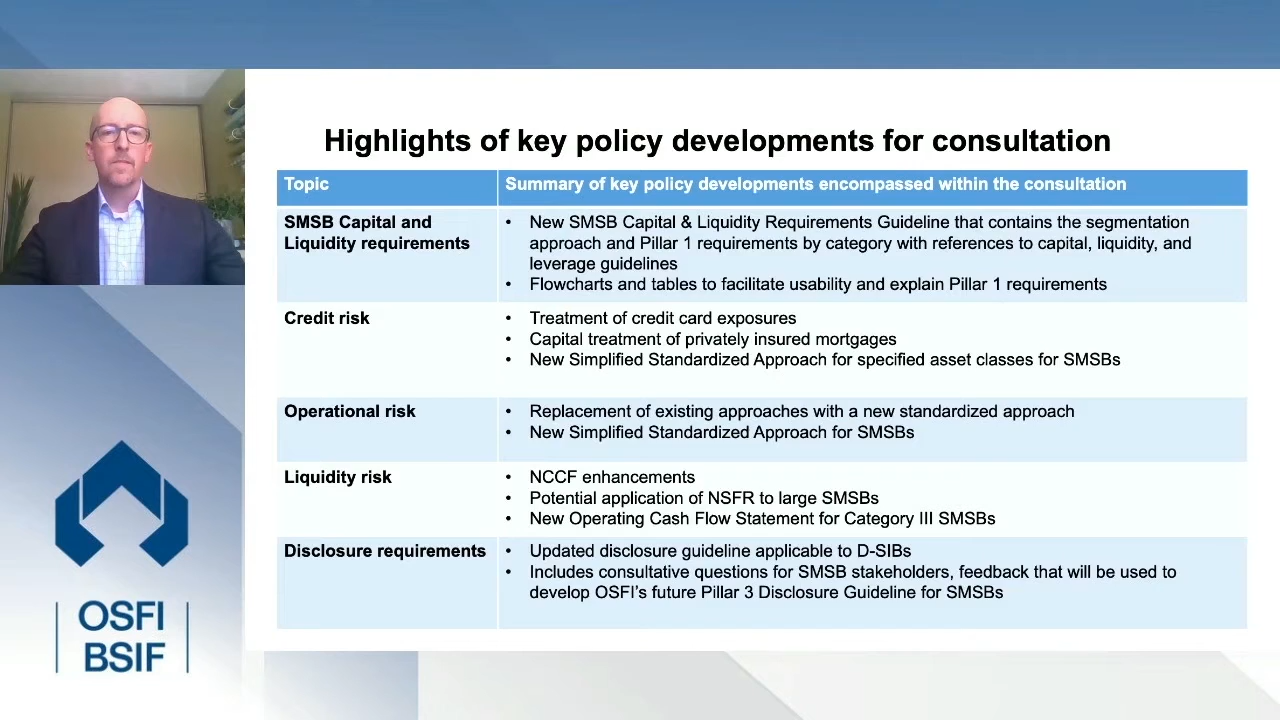 Highlights of key policy developments for consultation
Topic
Summary of key policy developments encompassed within the consultation
SMSB Capital and
Liquidity requirements
• New SMSB Capital & Liquidity Requirements Guideline that contains the segmentation
approach and Pillar 1 requirements by category with references to capital, liquidity, and
leverage guidelines
• Flowcharts and tables to facilitate usability and explain Pillar 1 requirements
Credit risk
• Treatment of credit card exposures
• Capital treatment of privately insured mortgages
• New Simplified Standardized Approach for specified asset classes for SMSBs
Operational risk
• Replacement of existing approaches with a new standardized approach
• New Simplified Standardized Approach for SMSBs
Liquidity risk
• NCCF enhancements
• Potential application of NSFR to large SMSBs
• New Operating Cash Flow Statement for Category III SMSBs
Disclosure requirements
• Updated disclosure guideline applicable to D-SIBs
• Includes consultative questions for SMSB stakeholders, feedback that will be used to
develop OSFI’s future Pillar 3 Disclosure Guideline for SMSBs
OSFI
BSIF